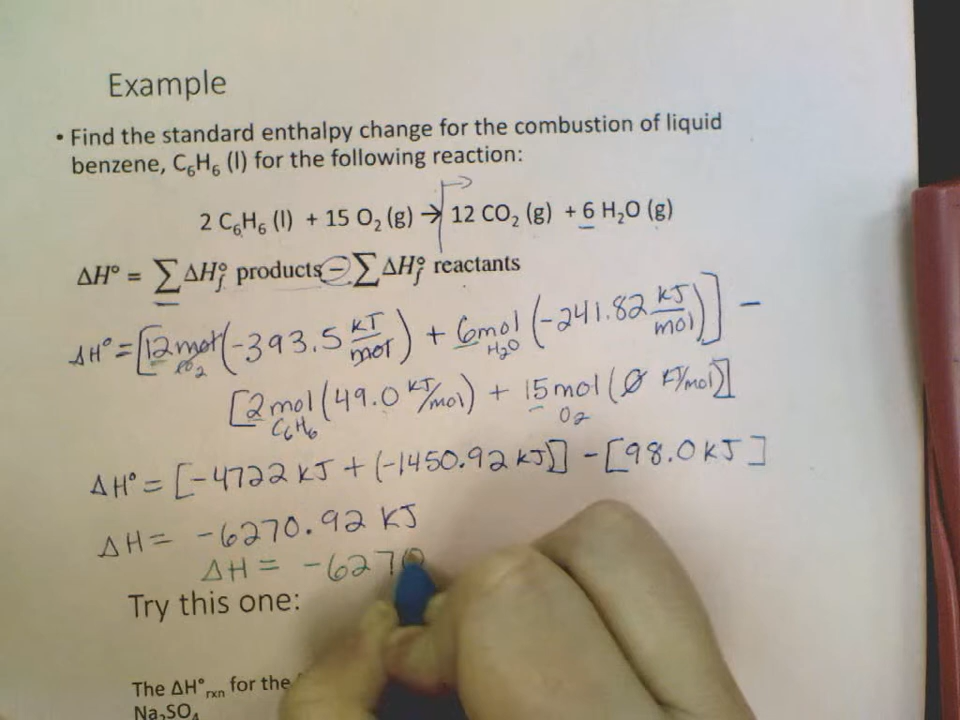 Example
• Find the standard enthalpy change for the combustion of liquid
benzene, C₆H₆ (l) for the following reaction:
2 C₆H₆ (l) + 15 O₂ (g) → 12 CO₂ (g) + 6 H₂O (g)
ΔH° = ∑ ΔH°f products − ∑ ΔH°f reactants
ΔH° = [12 mol (-393.5 kJ/mol) + 6 mol (-241.82 kJ/mol)] −
CO₂ H₂O
[2 mol (49.0 kJ/mol) + 15 mol (0 kJ/mol)]
C₆H₆ O₂
ΔH° = [-4722 kJ + (-1450.92 kJ)] − [98.0 kJ]
ΔH = -6270.92 kJ
ΔH = -6270
Try this one:
The ΔH°rxn for the
Na₂SO₄